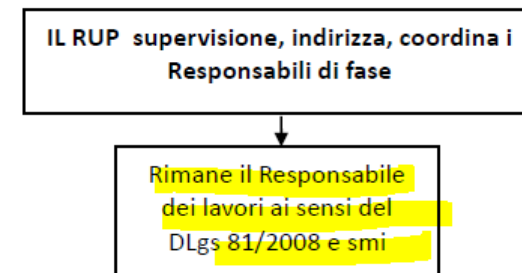 IL RUP supervisione, indirizza, coordina i
Responsabili di fase
Rimane il Responsabile
dei lavori ai sensi del
DLgs 81/2008 e smi